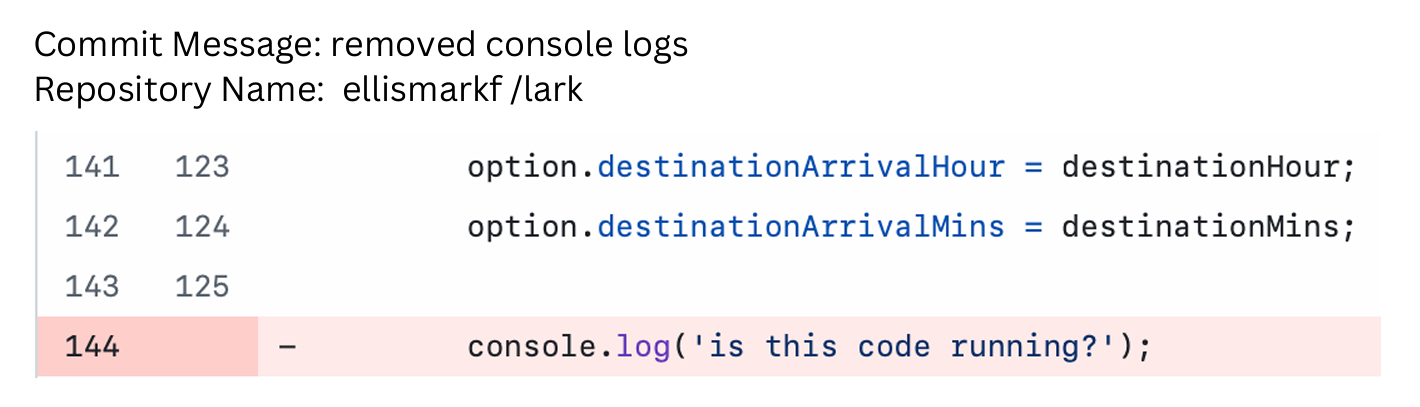 Commit Message: removed console logs
Repository Name:  ellismarkf /lark
141 123 option.destinationArrivalHour = destinationHour;
142 124 option.destinationArrivalMins = destinationMins;
143 125
144 – console.log('is this code running?');